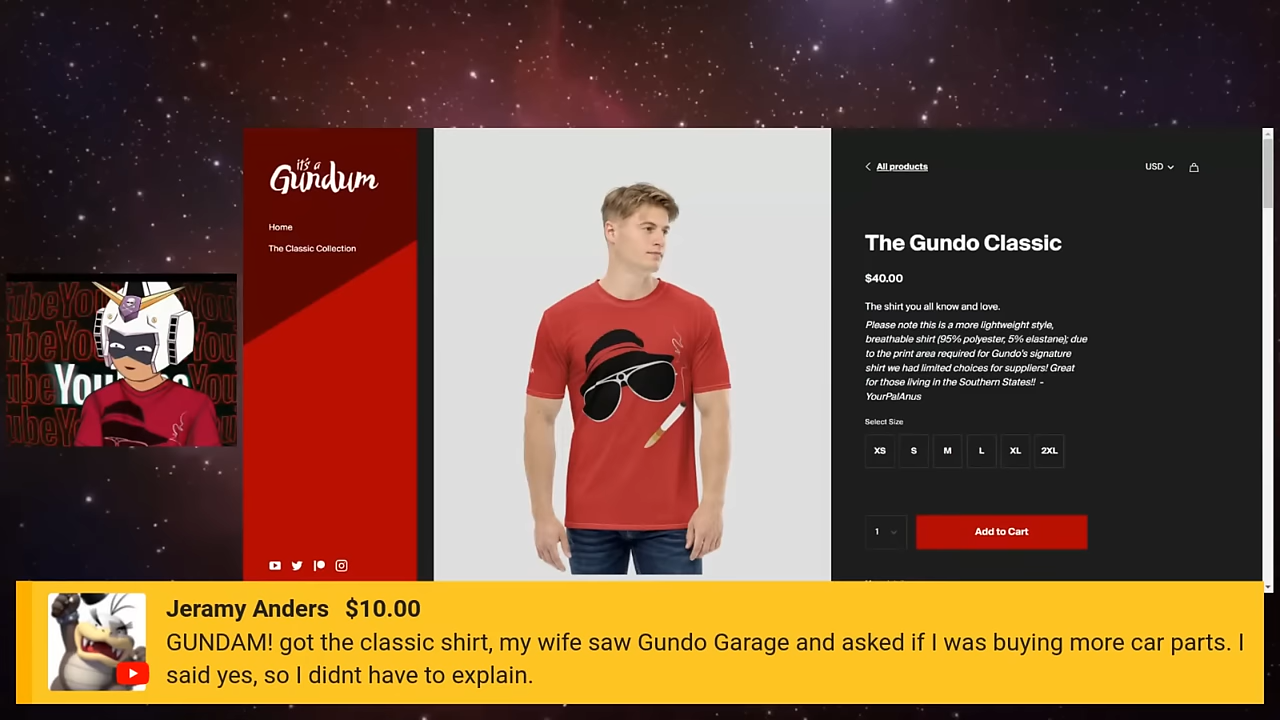 it's a
Gundum
Home
The Classic Collection
All products
USD
The Gundo Classic
$40.00
The shirt you all know and love.
Please note this is a more lightweight style,
breathable shirt (95% polyester, 5% elastane); due
to the print area required for Gundo's signature
shirt we had limited choices for suppliers! Great
for those living in the Southern States!! -
YourPalAnus
Select Size
XS S M L XL 2XL
1
Add to Cart
Jeramy Anders $10.00
GUNDAM! got the classic shirt, my wife saw Gundo Garage and asked if I was buying more car parts. I
said yes, so I didnt have to explain.